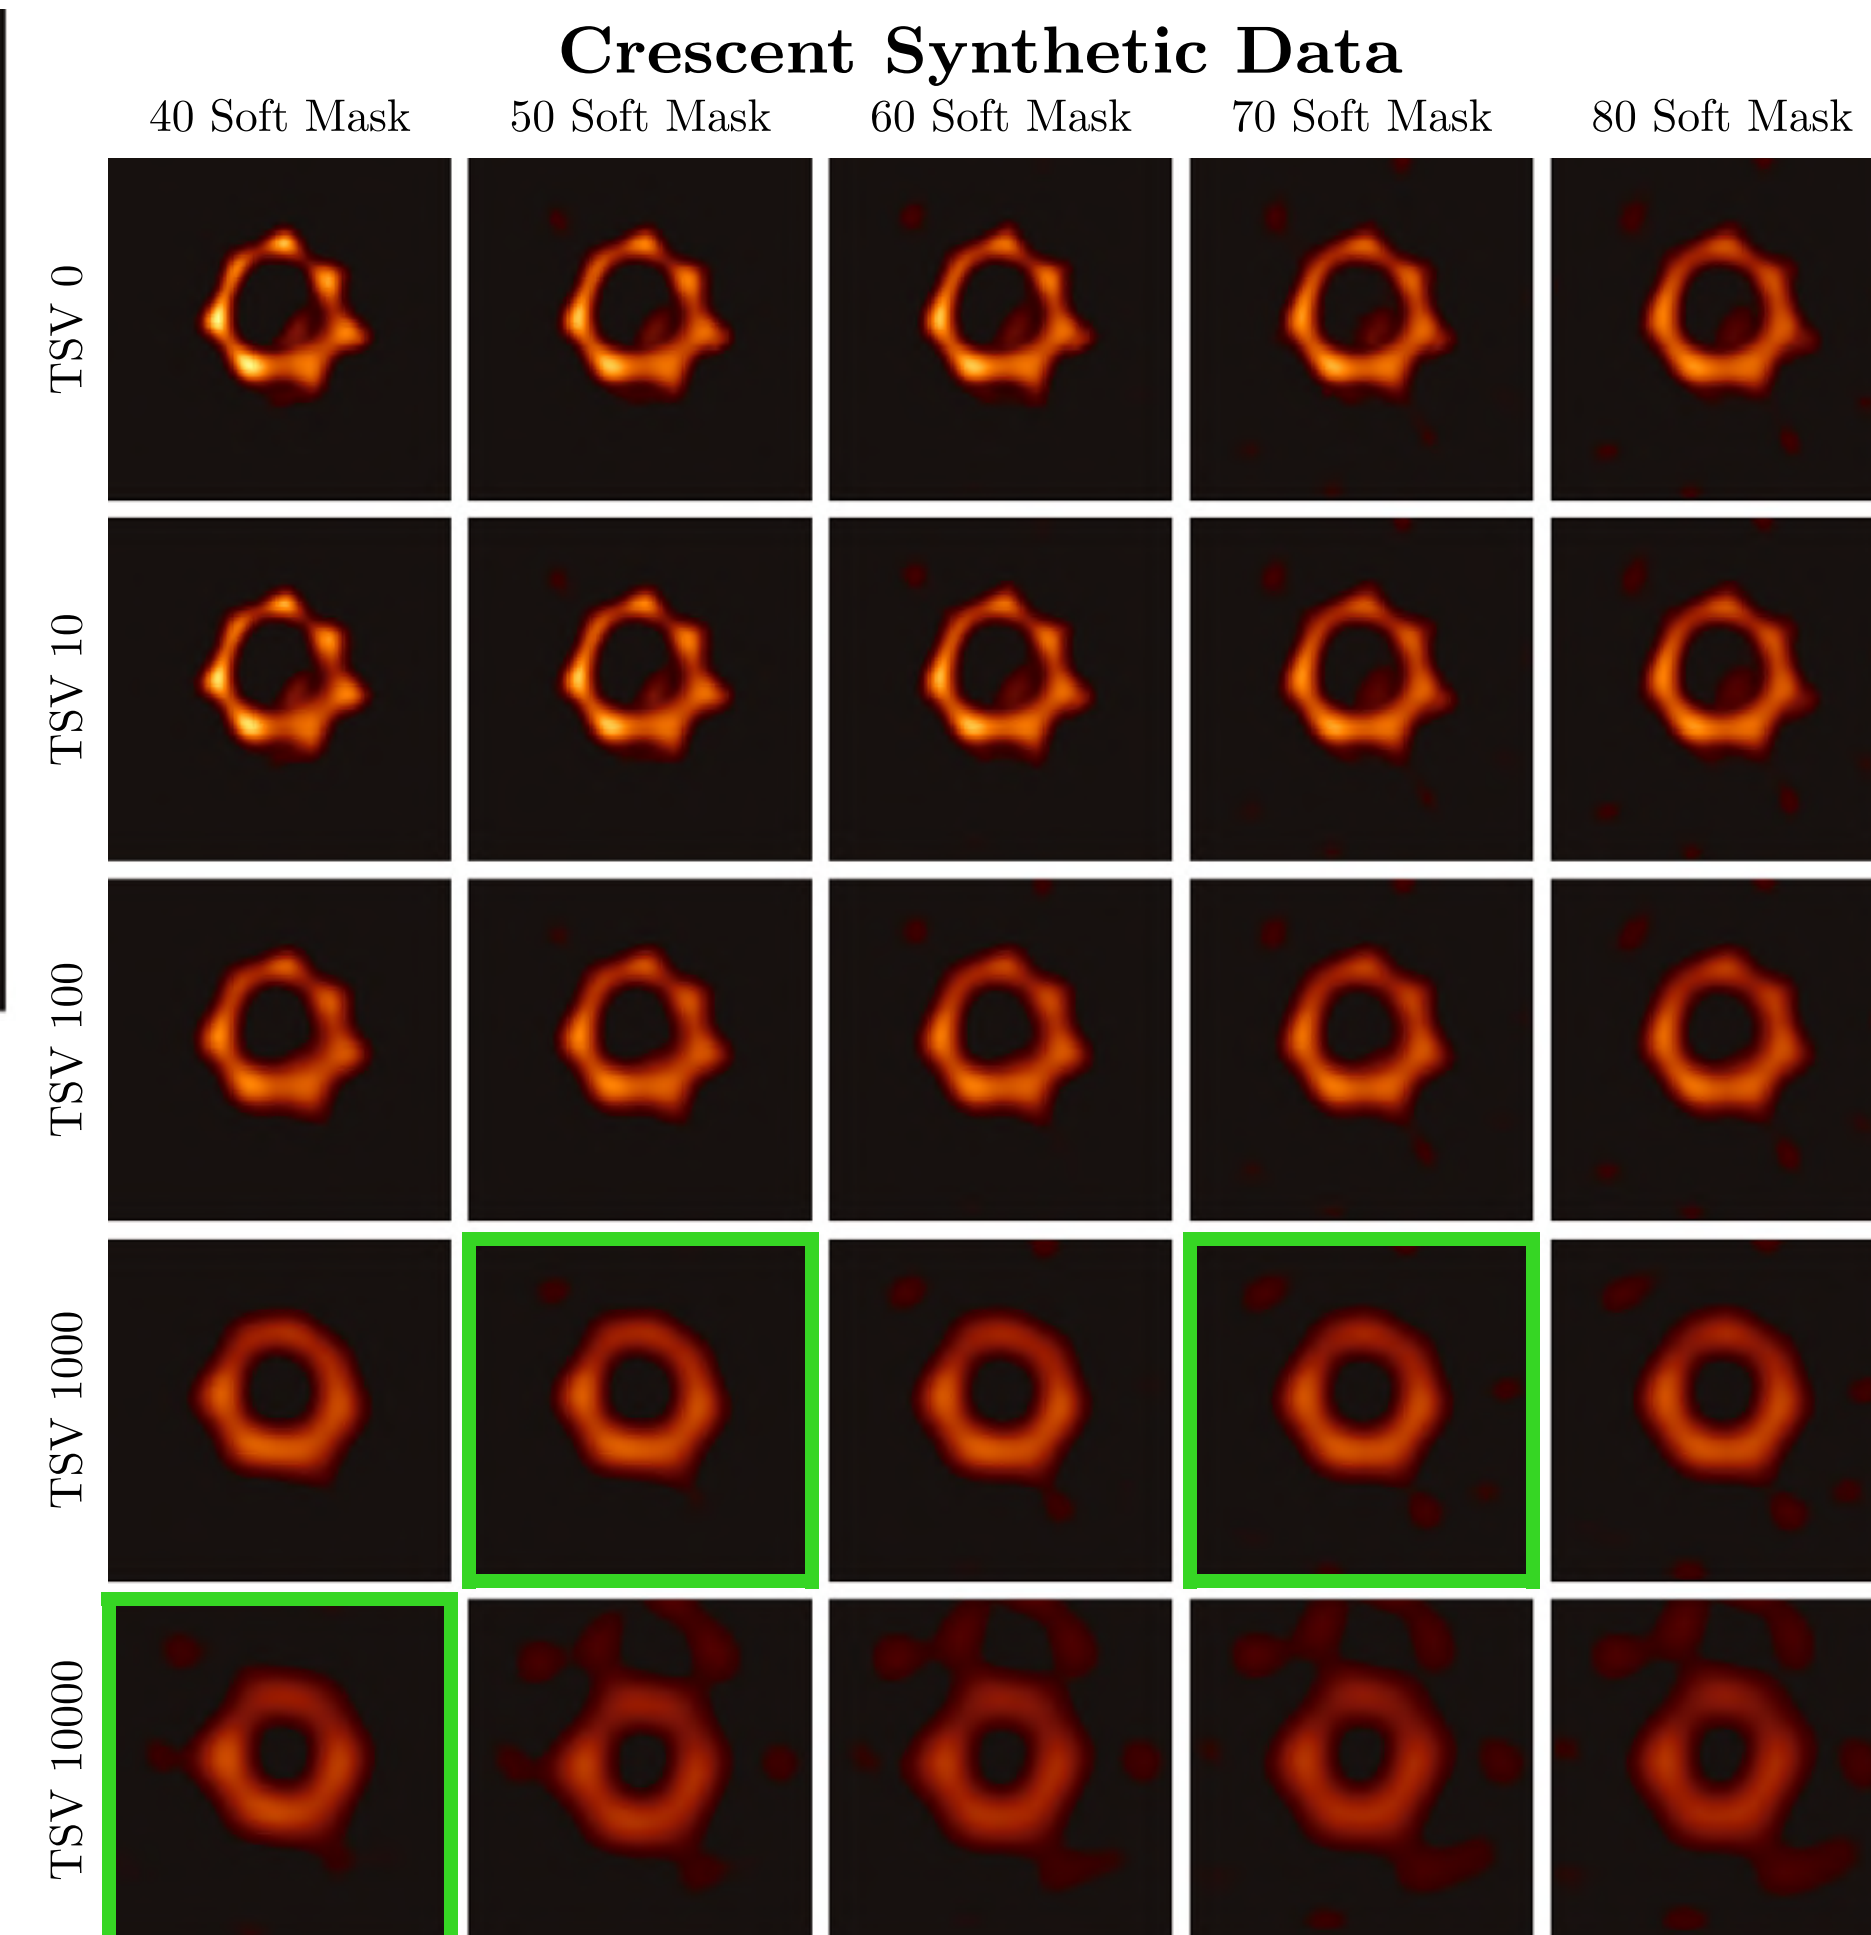 Crescent Synthetic Data
40 Soft Mask 50 Soft Mask 60 Soft Mask 70 Soft Mask 80 Soft Mask
TSV 0
TSV 10
TSV 100
TSV 1000
TSV 10000